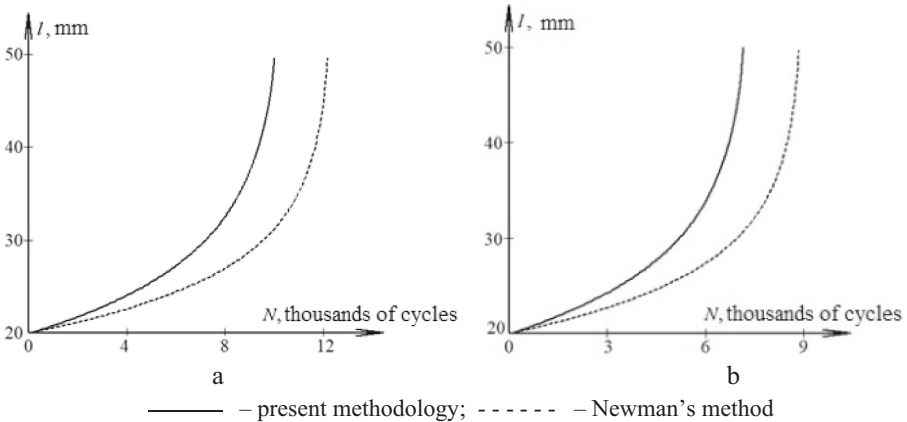 l, mm
50
40
30
20
N, thousands of cycles
0 4 8 12
a
l, mm
50
40
30
20
N, thousands of cycles
0 3 6 9
b
– present methodology; – Newman's method